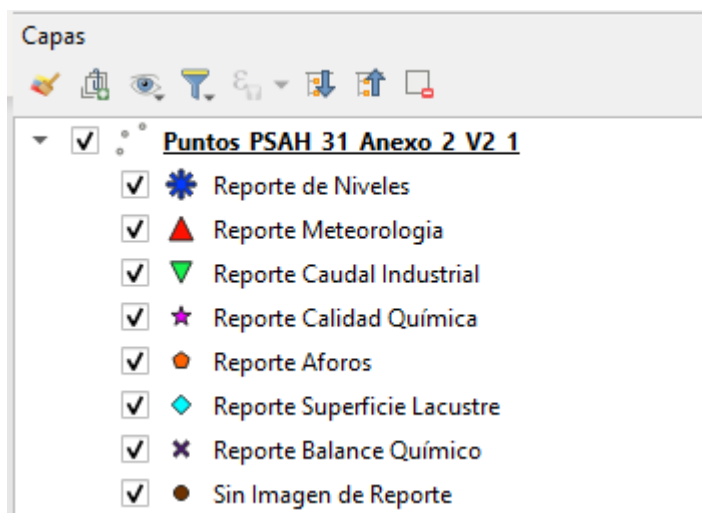 Capas
Puntos PSAH 31 Anexo 2 V2 1
Reporte de Niveles
Reporte Meteorologia
Reporte Caudal Industrial
Reporte Calidad Química
Reporte Aforos
Reporte Superficie Lacustre
Reporte Balance Químico
Sin Imagen de Reporte